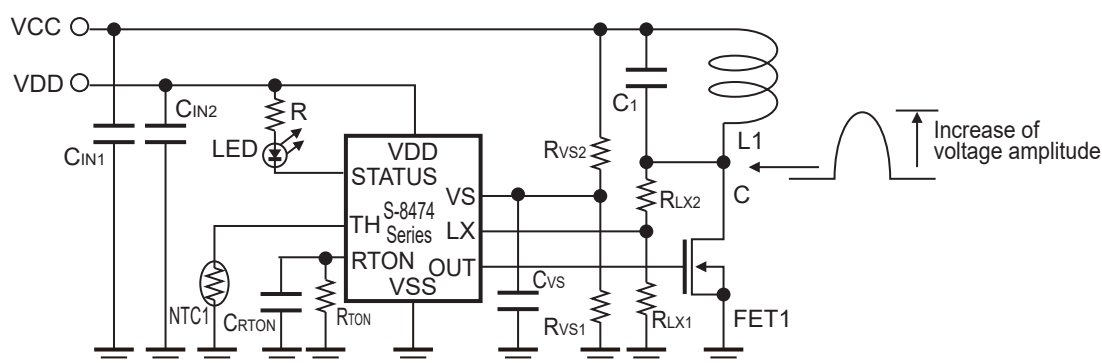 VCC
VDD
CIN2
CIN1
R
LED
VDD
STATUS
S-8474
Series
TH
RTON
VSS
VS
LX
OUT
NTC1
CRTON
RTON
CVS
RVS2
RVS1
C1
RLX2
RLX1
L1
C
FET1
Increase of
voltage amplitude